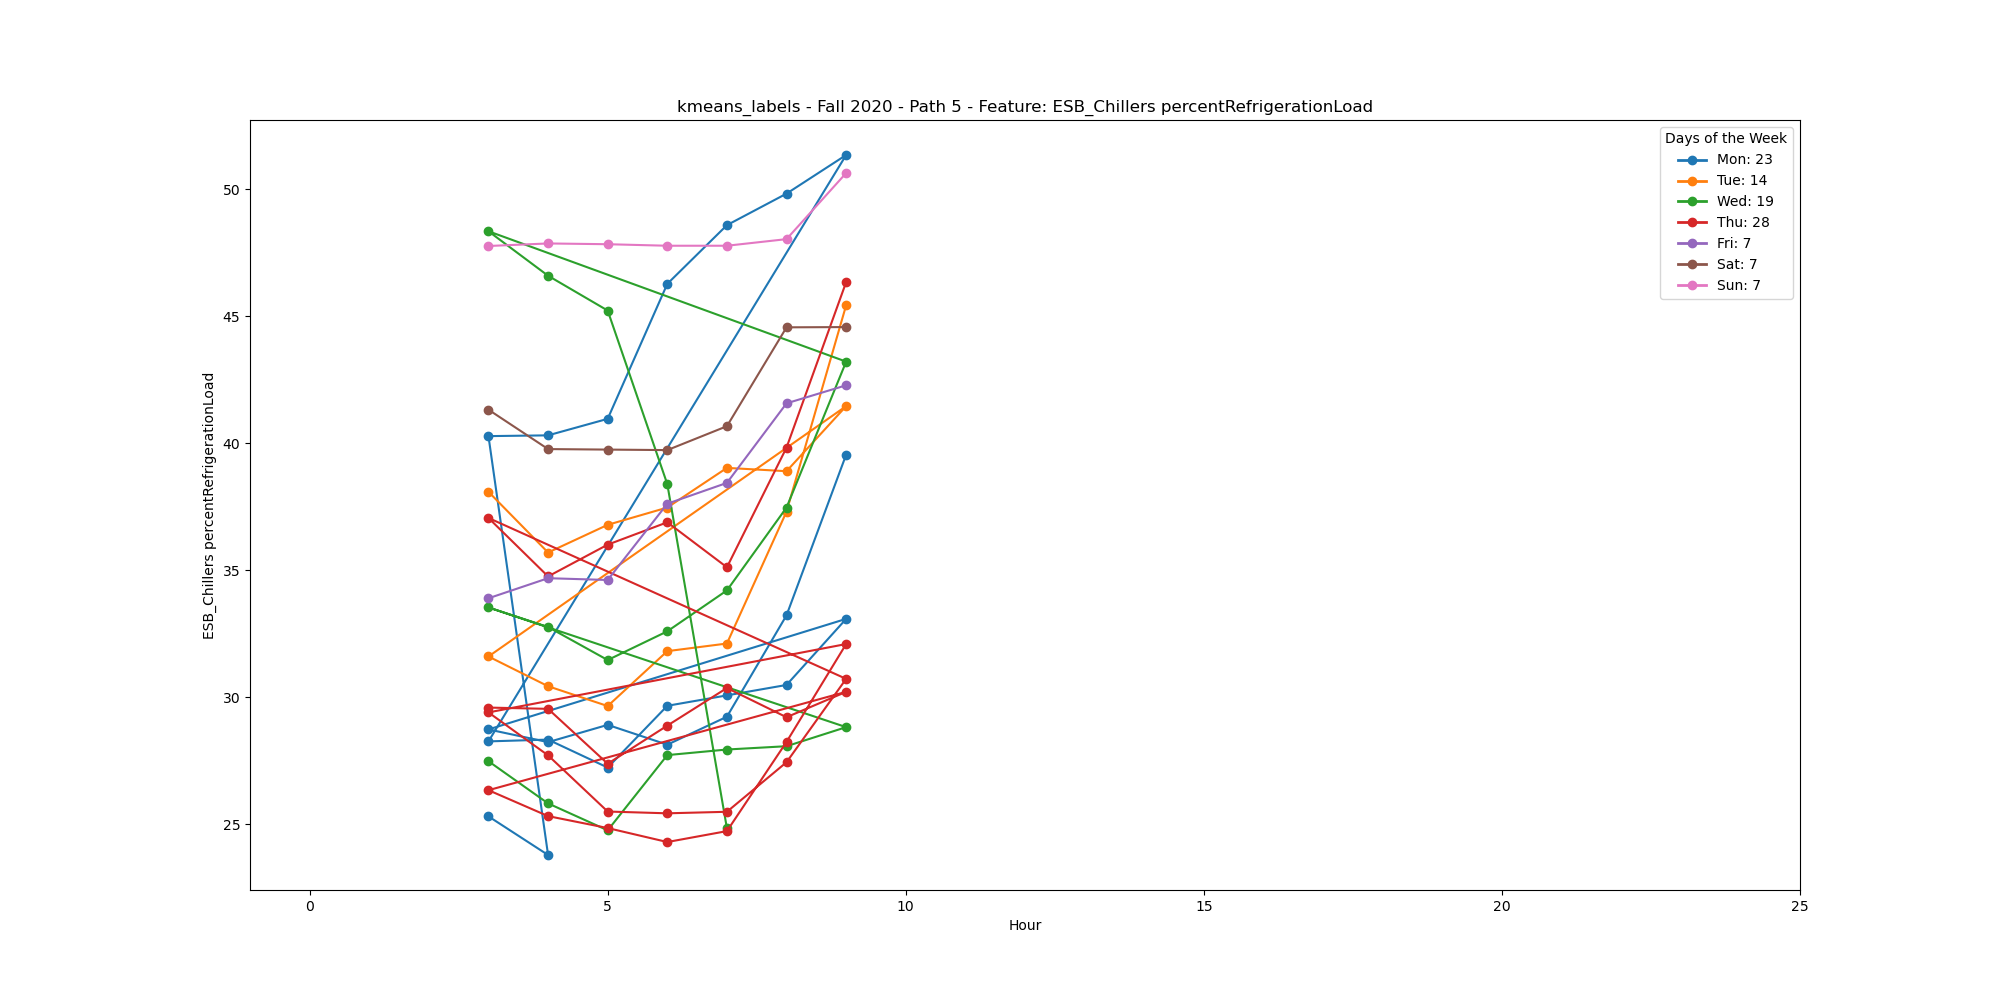 kmeans_labels - Fall 2020 - Path 5 - Feature: ESB_Chillers percentRefrigerationLoad
Days of the Week
Mon: 23
Tue: 14
Wed: 19
Thu: 28
Fri: 7
Sat: 7
Sun: 7
ESB_Chillers percentRefrigerationLoad
50
45
40
35
30
25
0 5 10 15 20 25
Hour